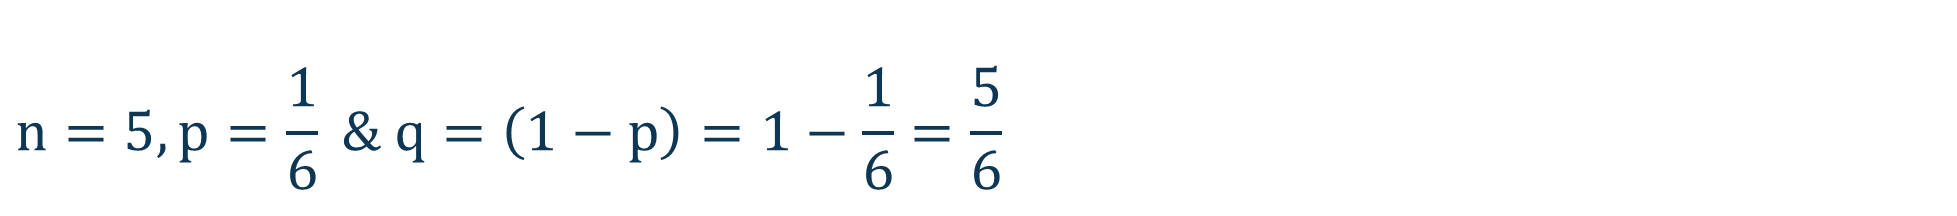 n = 5, p = 1/6 & q = (1 − p) = 1 − 1/6 = 5/6